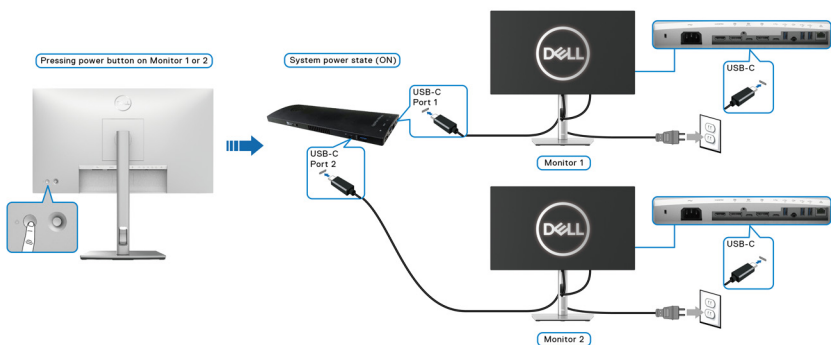 Pressing power button on Monitor 1 or 2
System power state (ON)
USB-C
Port 1
USB-C
Port 2
DELL
Monitor 1
USB-C
DELL
Monitor 2
USB-C